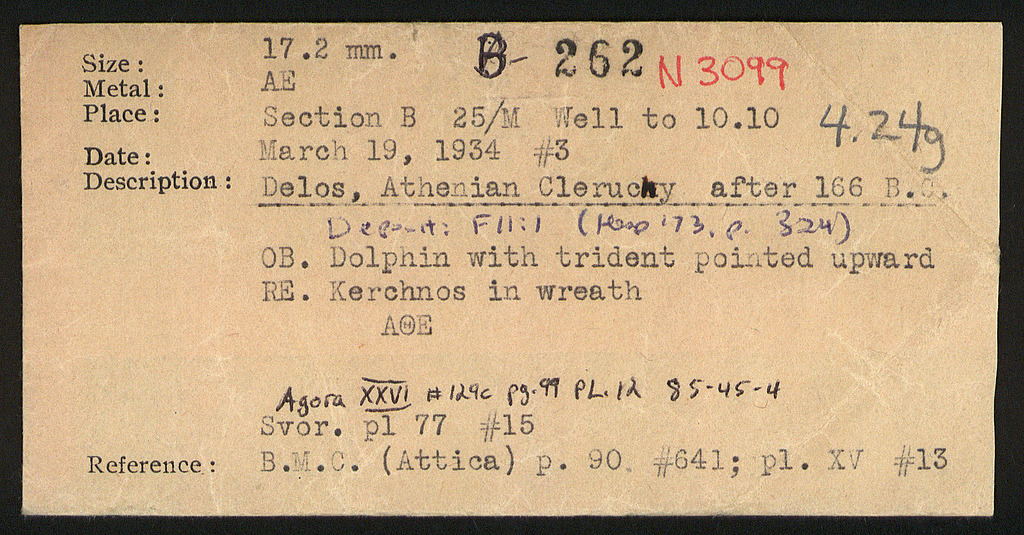 Size : 17.2 mm. B- 262 N 3099
Metal : AE
Place : Section B 25/M Well to 10.10 4.24g
Date : March 19, 1934 #3
Description : Delos, Athenian Cleruchy after 166 B.C.
Deposit: F11:1 (Hesp '73, p. 324)
OB. Dolphin with trident pointed upward
RE. Kerchnos in wreath
ΑΘΕ
Agora XXVI #129c pg.99 PL.12 85-45-4
Svor. pl 77 #15
Reference : B.M.C. (Attica) p. 90, #641; pl. XV #13